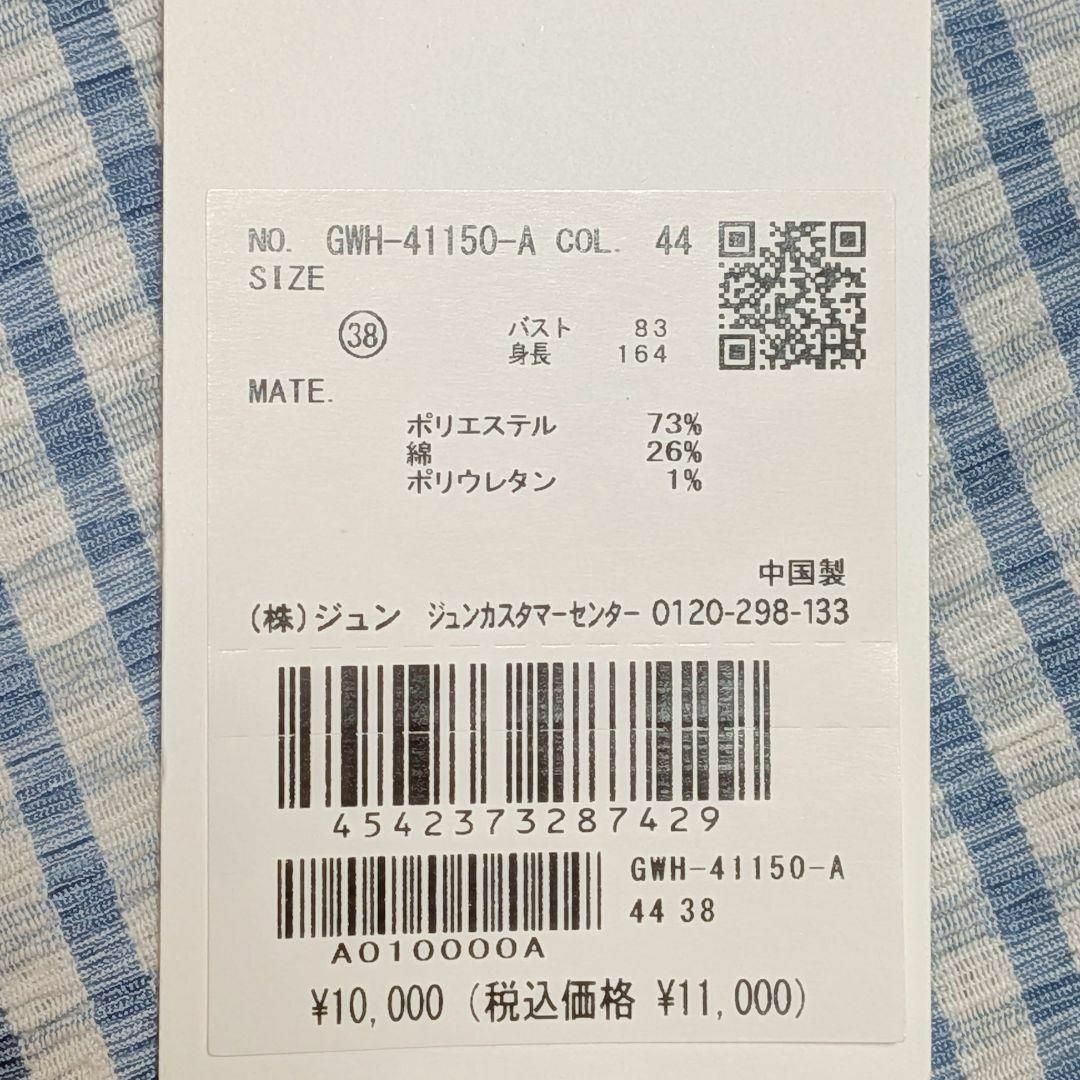 NO. GWH-41150-A COL. 44
SIZE
38 バスト 83
身長 164
MATE.
ポリエステル 73%
綿 26%
ポリウレタン 1%
中国製
(株)ジュン ジュンカスタマーセンター 0120-298-133
4542373287429
GWH-41150-A
44 38
A010000A
¥10,000 (税込価格 ¥11,000)